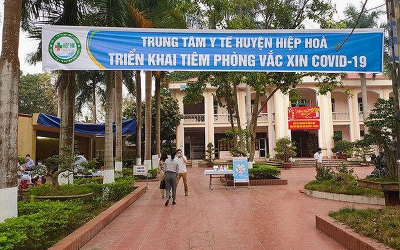 TRUNG TÂM Y TẾ HUYỆN HIỆP HOÀ
TRIỂN KHAI TIÊM PHÒNG VẮC XIN COVID-19